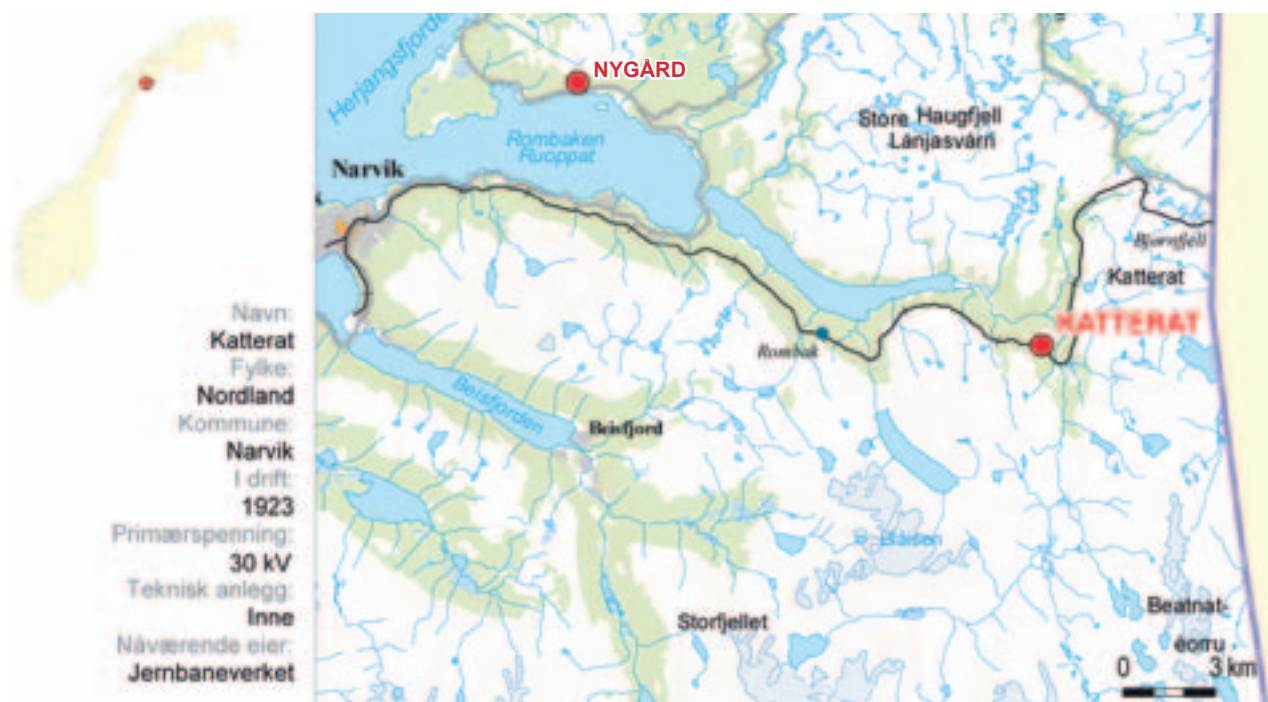 Navn:
Katterat
Fylke:
Nordland
Kommune:
Narvik
I drift:
1923
Primærspenning:
30 kV
Teknisk anlegg:
Inne
Nåværende eier:
Jernbaneverket
Herjangsfjorden
NYGÅRD
Rombaken
Ruoppat
Store Haugfjell
Lánjasvárri
Narvik
Bjørnfjell
Katterat
KATTERAT
Rombak
Beisfjorden
Beisfjord
Storfjellet
Beatnat-
čorru
0 3 km